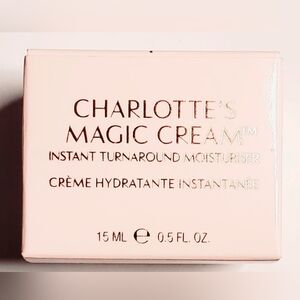 CHARLOTTE'S
MAGIC CREAM™
INSTANT TURNAROUND MOISTURISER
CRÈME HYDRATANTE INSTANTANÉE
15 ML ℮ 0.5 FL. OZ.